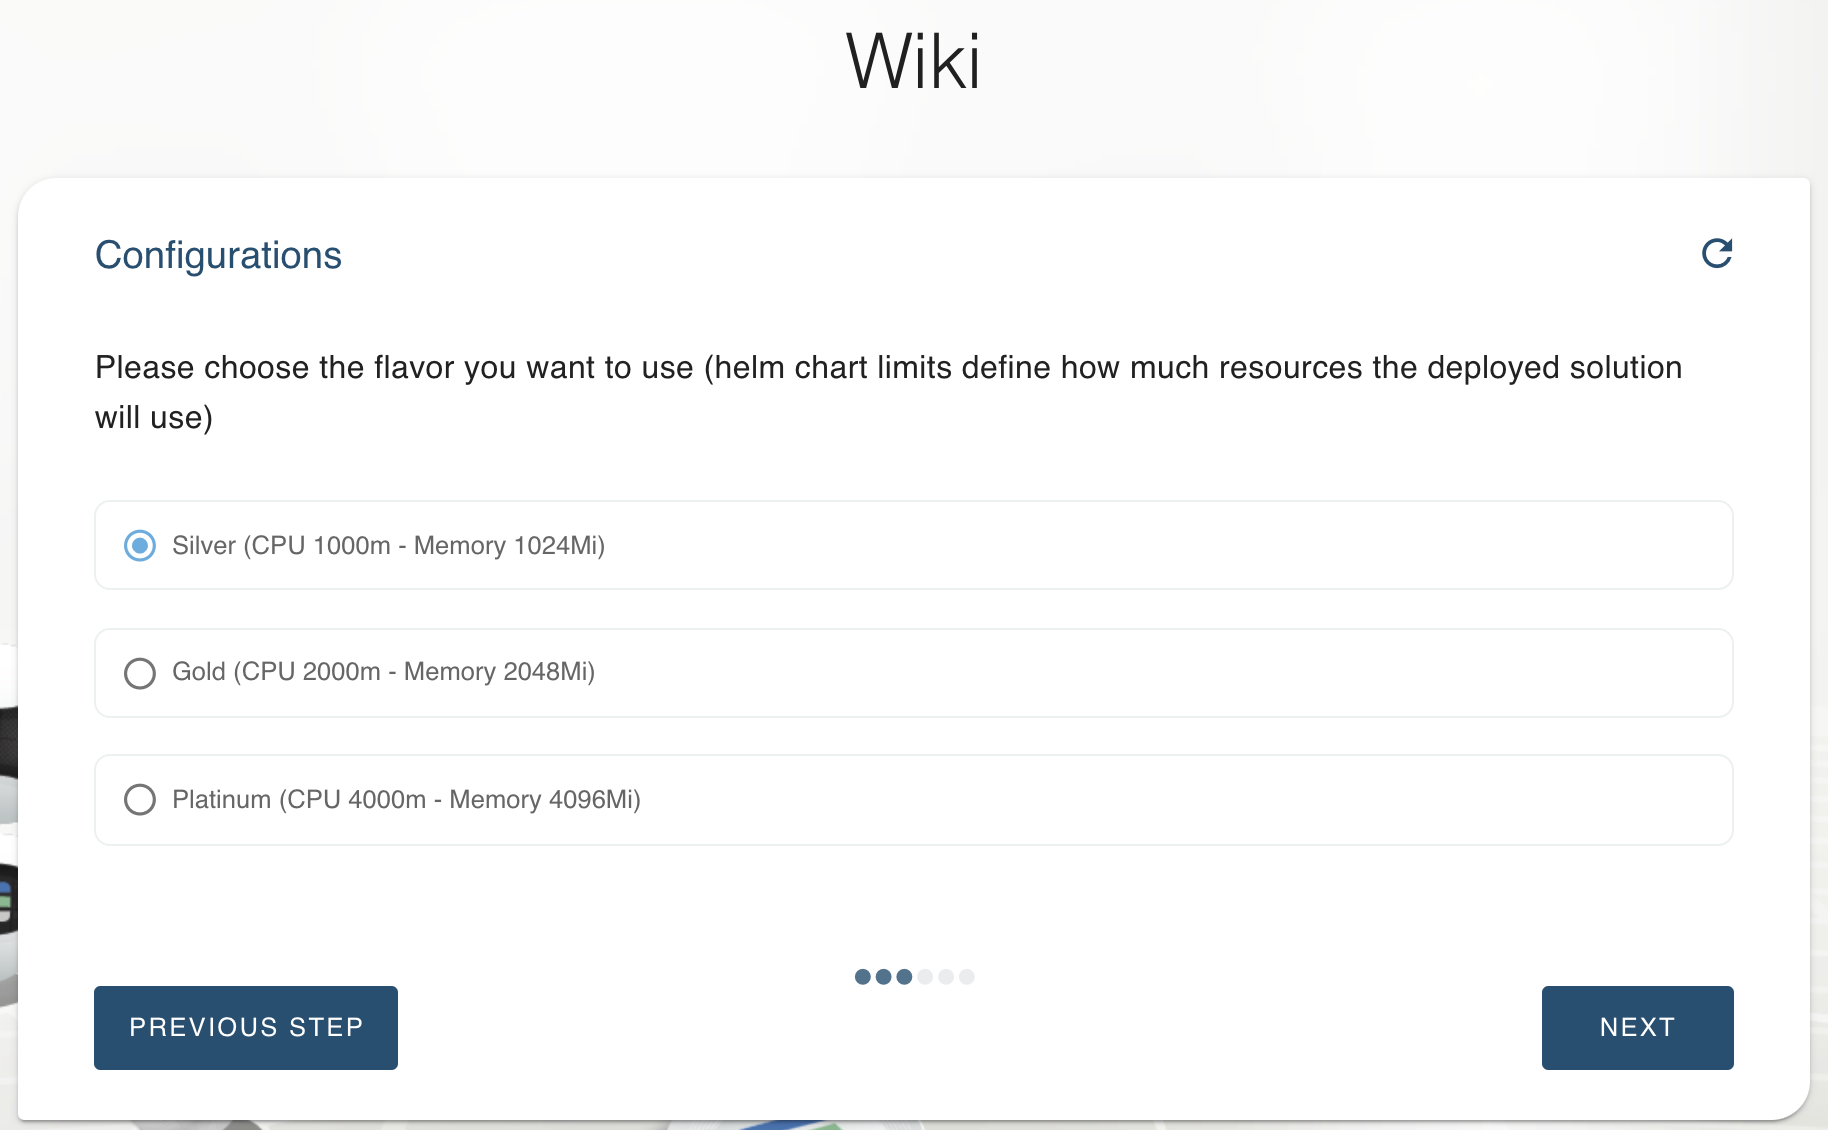 Wiki
Configurations
Please choose the flavor you want to use (helm chart limits define how much resources the deployed solution
will use)
Silver (CPU 1000m - Memory 1024Mi)
Gold (CPU 2000m - Memory 2048Mi)
Platinum (CPU 4000m - Memory 4096Mi)
PREVIOUS STEP
NEXT